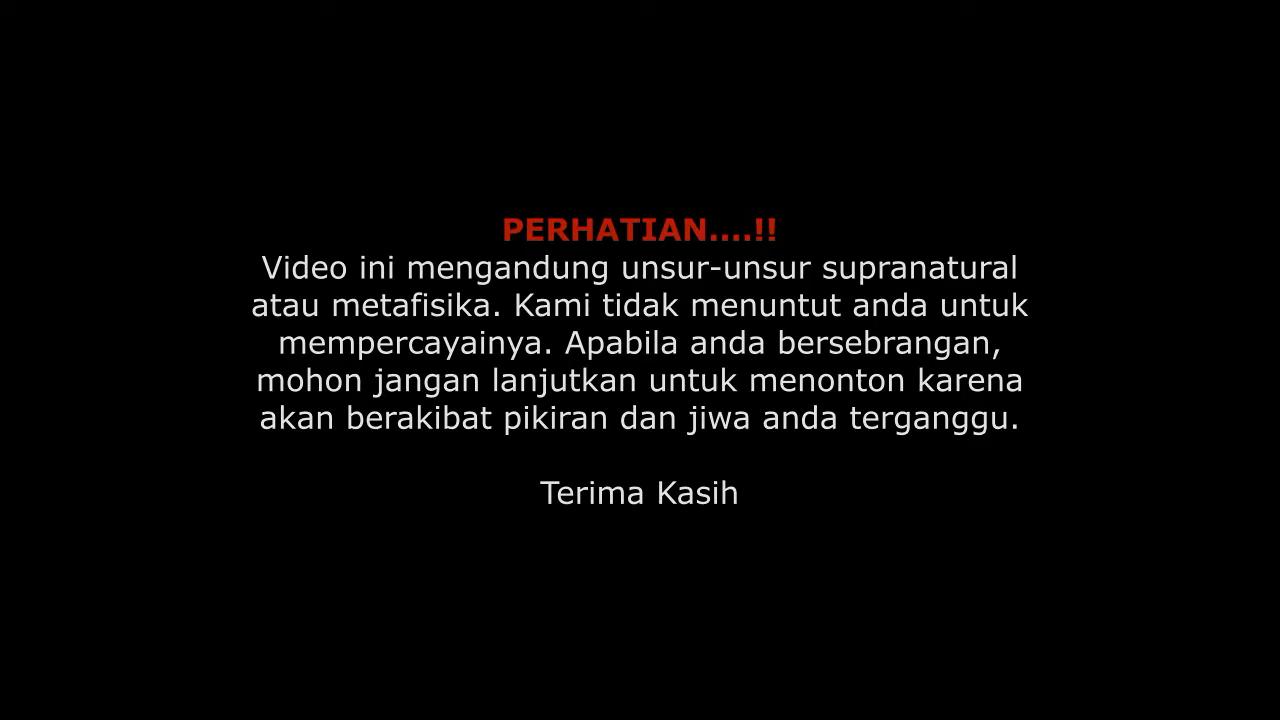 PERHATIAN....!!
Video ini mengandung unsur-unsur supranatural
atau metafisika. Kami tidak menuntut anda untuk
mempercayainya. Apabila anda bersebrangan,
mohon jangan lanjutkan untuk menonton karena
akan berakibat pikiran dan jiwa anda terganggu.
Terima Kasih